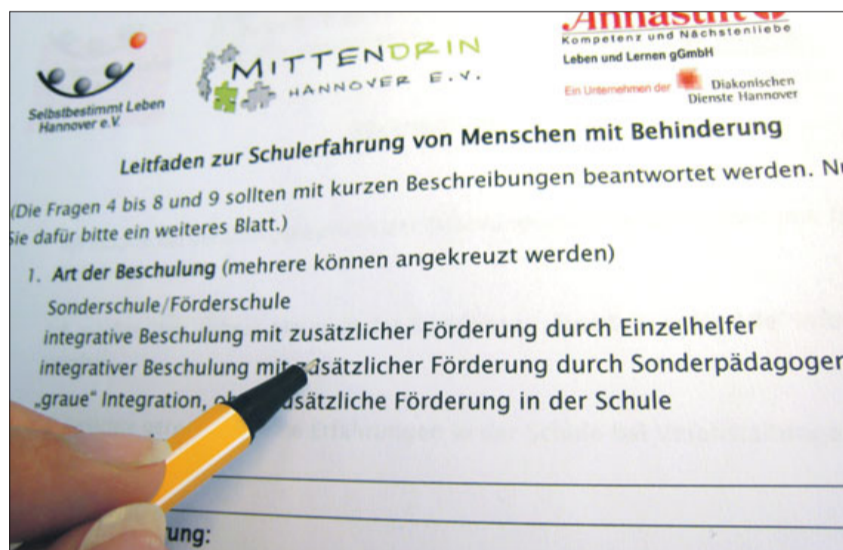 Selbstbestimmt Leben
Hannover e.V.
MITTENDRIN
HANNOVER E.V.
Annastift
Kompetenz und Nächstenliebe
Leben und Lernen gGmbH
Ein Unternehmen der Diakonischen
Dienste Hannover
Leitfaden zur Schulerfahrung von Menschen mit Behinderung
(Die Fragen 4 bis 8 und 9 sollten mit kurzen Beschreibungen beantwortet werden. Nu
Sie dafür bitte ein weiteres Blatt.)
1. Art der Beschulung (mehrere können angekreuzt werden)
Sonderschule/Förderschule
integrative Beschulung mit zusätzlicher Förderung durch Einzelhelfer
integrativer Beschulung mit zusätzlicher Förderung durch Sonderpädagogen
„graue“ Integration, oh zusätzliche Förderung in der Schule
rung: